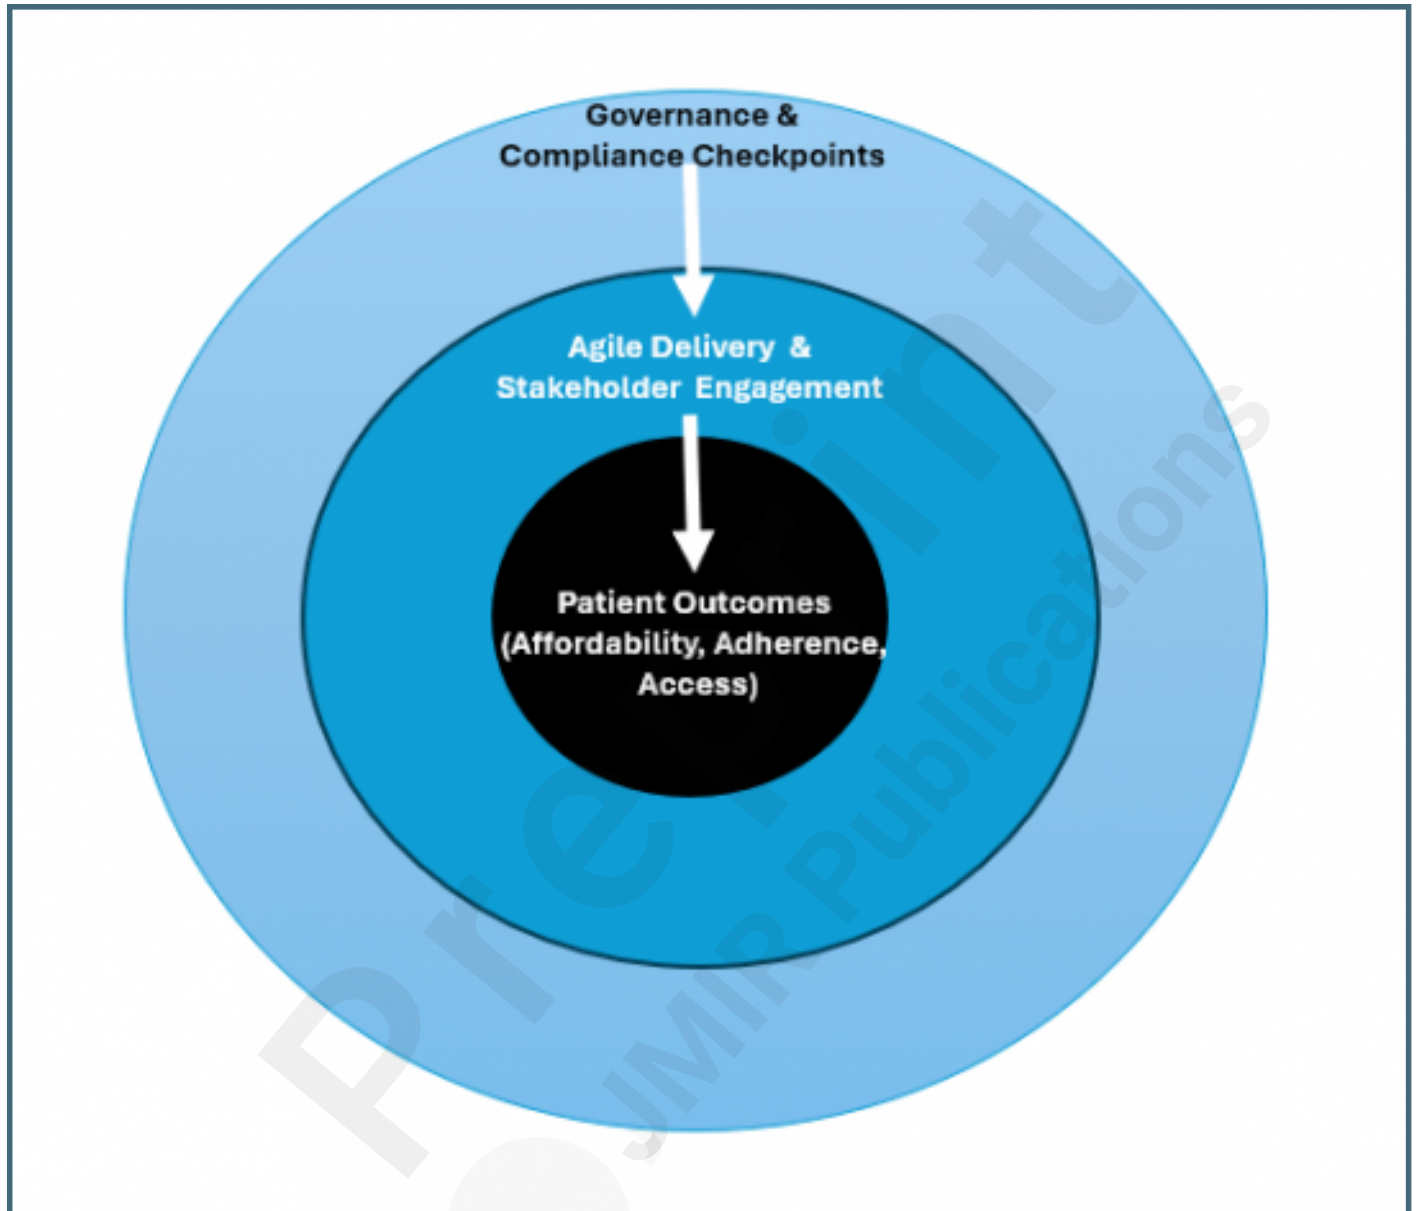 Governance &
Compliance Checkpoints
Agile Delivery &
Stakeholder Engagement
Patient Outcomes
(Affordability, Adherence,
Access)
Preprint
JMIR Publications